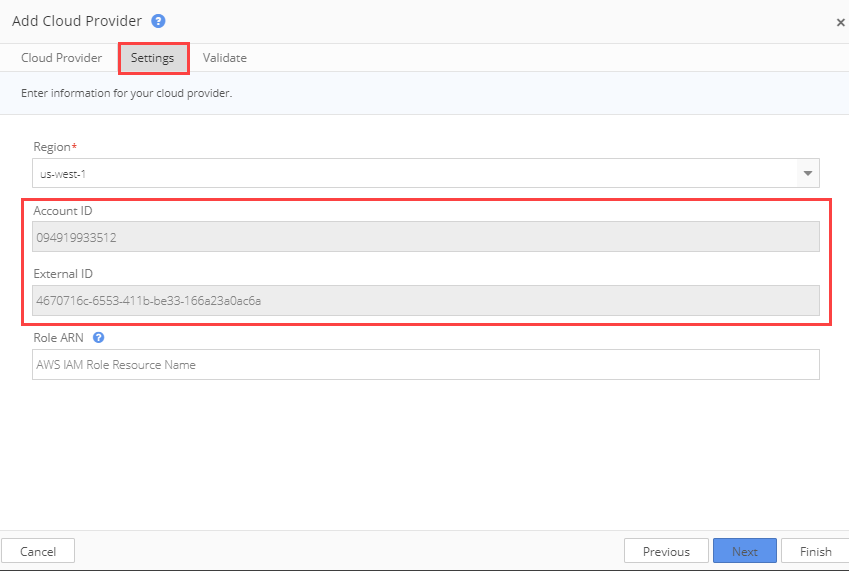 Add Cloud Provider ?
×
Cloud Provider Settings Validate
Enter information for your cloud provider.
Region*
us-west-1
Account ID
094919933512
External ID
4670716c-6553-411b-be33-166a23a0ac6a
Role ARN ?
AWS IAM Role Resource Name
Cancel Previous Next Finish